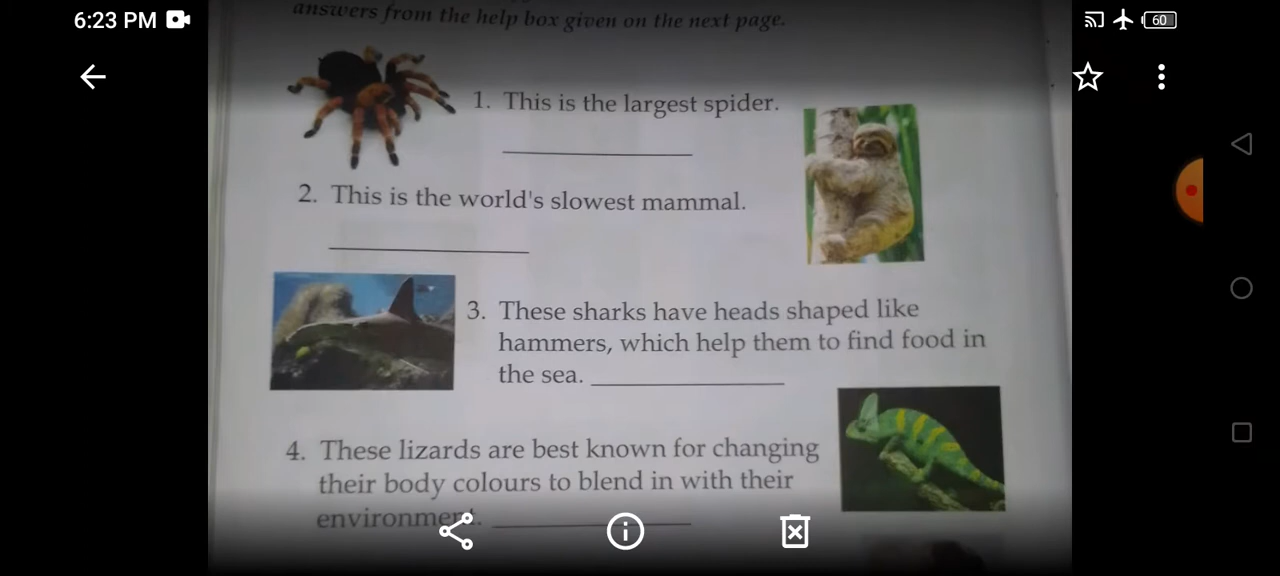 6:23 PM
60
answers from the help box given on the next page.
1. This is the largest spider.
2. This is the world's slowest mammal.
3. These sharks have heads shaped like
hammers, which help them to find food in
the sea.
4. These lizards are best known for changing
their body colours to blend in with their
environment.